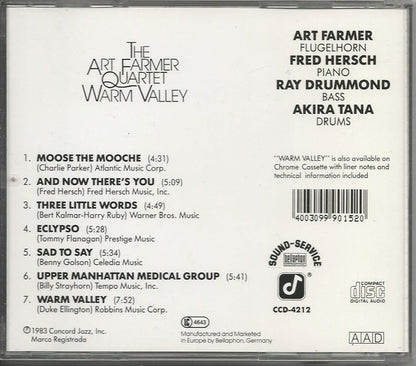 THE
ART FARMER
QUARTET
WARM VALLEY
ART FARMER
FLUGELHORN
FRED HERSCH
PIANO
RAY DRUMMOND
BASS
AKIRA TANA
DRUMS
1. MOOSE THE MOOCHE (4:31)
(Charlie Parker) Atlantic Music Corp.
2. AND NOW THERE'S YOU (5:09)
(Fred Hersch) Fred Hersch Music, Inc.
3. THREE LITTLE WORDS (4:49)
(Bert Kalmar-Harry Ruby) Warner Bros. Music
4. ECLYPSO (5:28)
(Tommy Flanagan) Prestige Music
5. SAD TO SAY (5:34)
(Benny Golson) Celedia Music
6. UPPER MANHATTAN MEDICAL GROUP (5:41)
(Billy Strayhorn) Tempo Music, Inc.
7. WARM VALLEY (7:52)
(Duke Ellington) Robbins Music Corp.
"WARM VALLEY" is also available on
Chrome Cassette with liner notes and
technical information included
4003099901520
SOUND-SERVICE
bellaphon
CCD-4212
COMPACT
disc
DIGITAL AUDIO
AAD
©1983 Concord Jazz, Inc.
Marca Registrada
LC 4643
Manufactured and Marketed
in Europe by Bellaphon, Germany